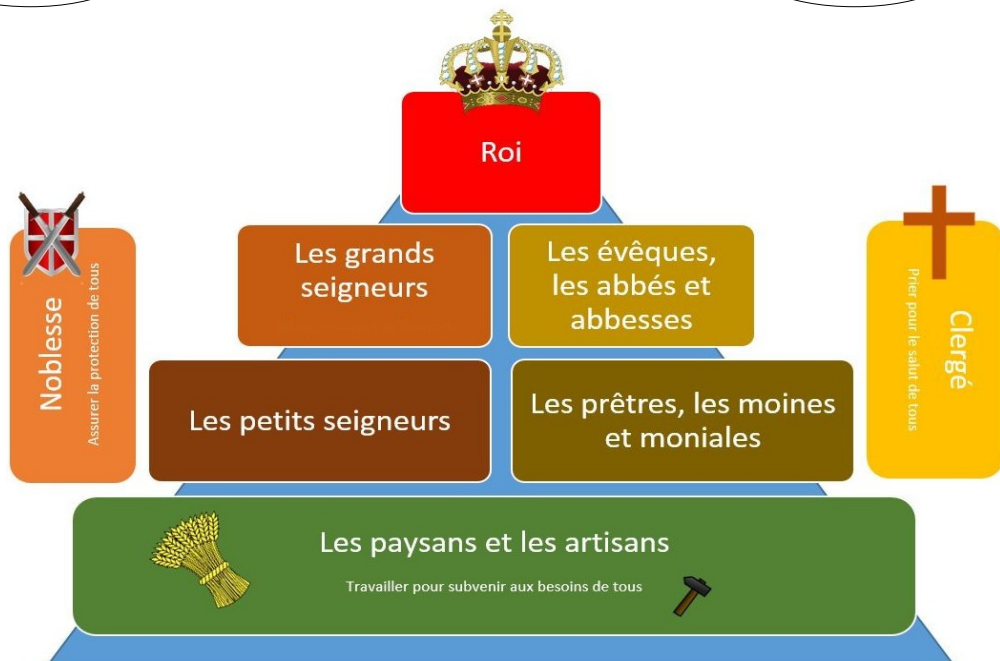 Roi
Noblesse
Assurer la protection de tous
Les grands
seigneurs
Les évêques,
les abbés et
abbesses
Clergé
Prier pour le salut de tous
Les petits seigneurs
Les prêtres, les moines
et moniales
Les paysans et les artisans
Travailler pour subvenir aux besoins de tous